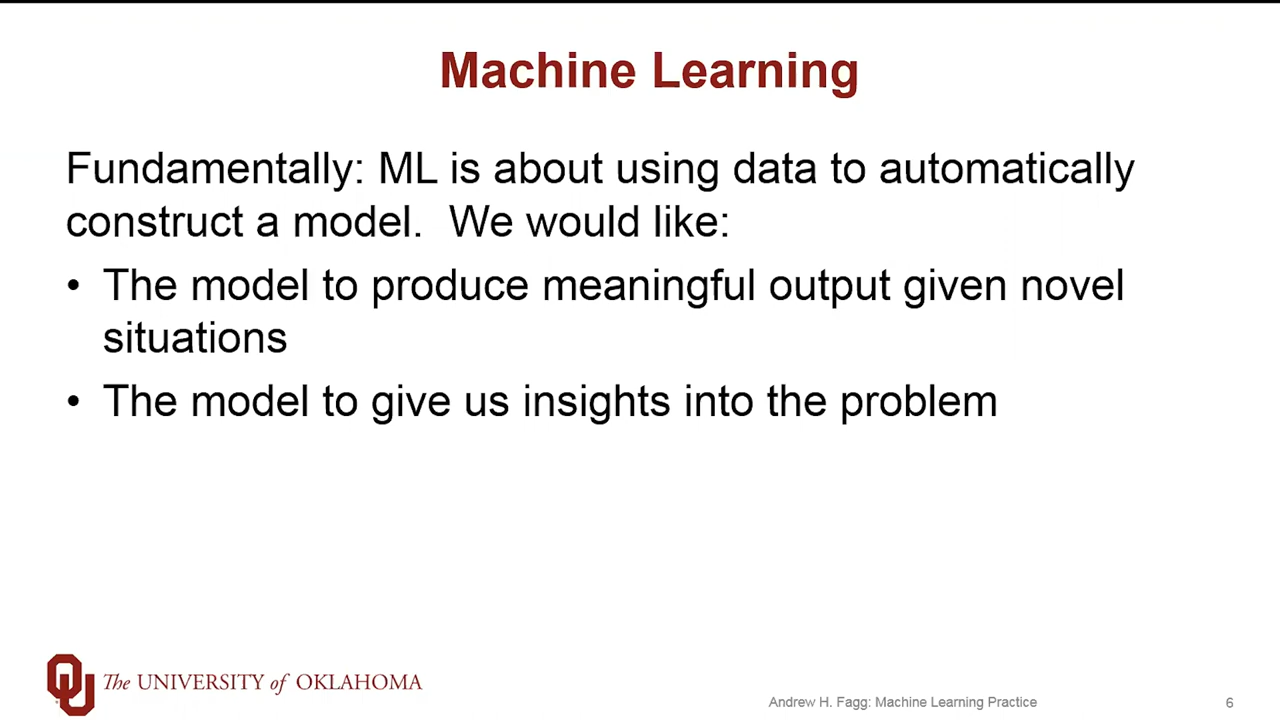 Machine Learning
Fundamentally: ML is about using data to automatically
construct a model.  We would like:
• The model to produce meaningful output given novel
situations
• The model to give us insights into the problem
OU The UNIVERSITY of OKLAHOMA
Andrew H. Fagg: Machine Learning Practice
6